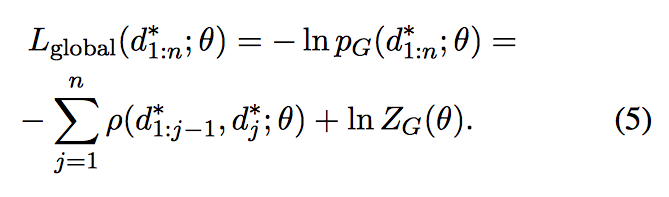 L_global(d*_{1:n}; θ) = − ln p_G(d*_{1:n}; θ) =
− ∑_{j=1}^{n} ρ(d*_{1:j−1}, d*_j; θ) + ln Z_G(θ). (5)